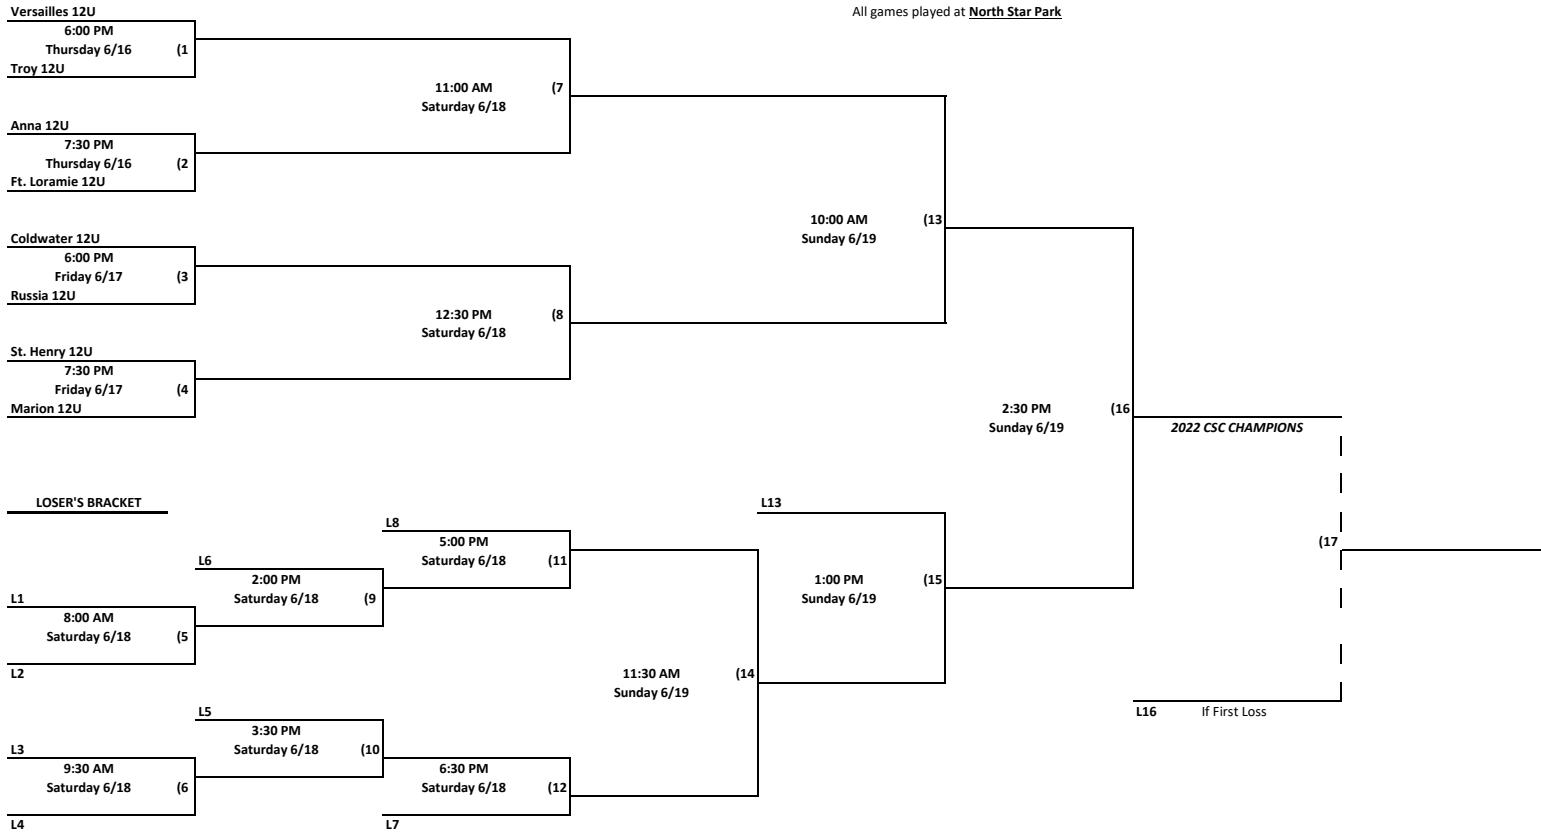 Versailles 12U
All games played at North Star Park
6:00 PM
Thursday 6/16 (1
Troy 12U
11:00 AM (7
Saturday 6/18
Anna 12U
7:30 PM
Thursday 6/16 (2
Ft. Loramie 12U
10:00 AM (13
Sunday 6/19
Coldwater 12U
6:00 PM
Friday 6/17 (3
Russia 12U
12:30 PM (8
Saturday 6/18
St. Henry 12U
7:30 PM
Friday 6/17 (4
Marion 12U
2:30 PM (16
Sunday 6/19
2022 CSC CHAMPIONS
LOSER'S BRACKET
L13
L8
5:00 PM
Saturday 6/18 (11
(17
L6
2:00 PM
Saturday 6/18 (9
1:00 PM (15
Sunday 6/19
L1
8:00 AM
Saturday 6/18 (5
L2
11:30 AM (14
Sunday 6/19
L16 If First Loss
L5
3:30 PM
Saturday 6/18 (10
L3
9:30 AM
Saturday 6/18 (6
L4
6:30 PM
Saturday 6/18 (12
L7